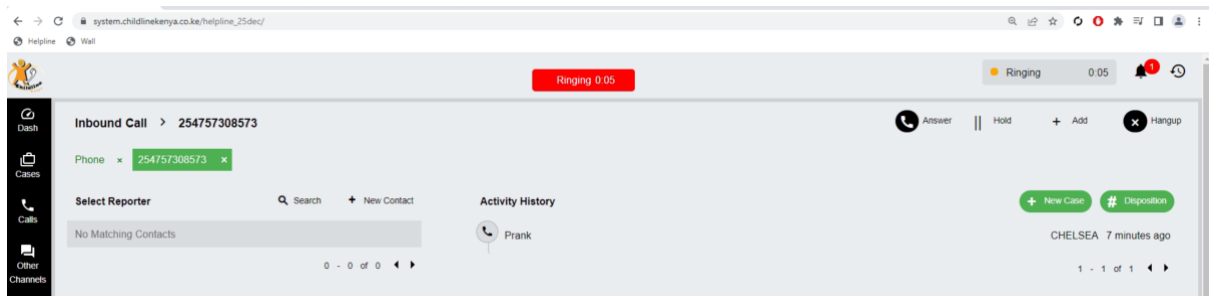 system.childlinekenya.co.ke/helpline_25dec/
Helpline Wall
Ringing 0:05
Ringing 0:05 1
Childline
Dash
Inbound Call > 254757308573
Answer || Hold + Add × Hangup
Phone × 254757308573 ×
Cases
Select Reporter Search + New Contact
Activity History
+ New Case # Disposition
Calls
No Matching Contacts
Prank
CHELSEA 7 minutes ago
0 - 0 of 0
1 - 1 of 1
Other
Channels